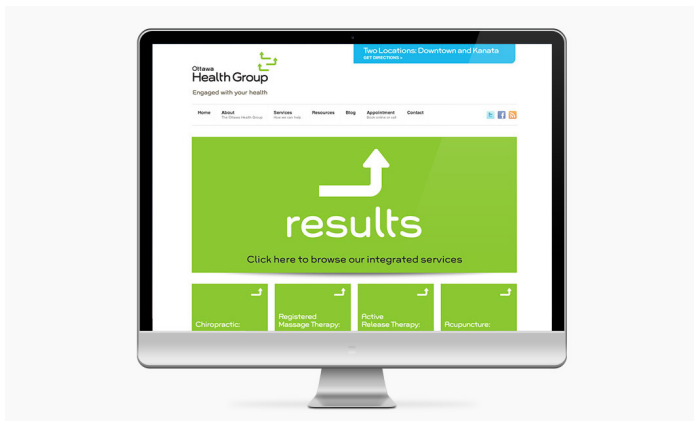 Two Locations: Downtown and Kanata
GET DIRECTIONS >
Ottawa
Health Group
Engaged with your health
Home About Services Resources Blog Appointment Contact
The Ottawa Health Group How we can help Book online or call
results
Click here to browse our integrated services
Chiropractic:
Registered
Massage Therapy:
Active
Release Therapy:
Acupuncture: